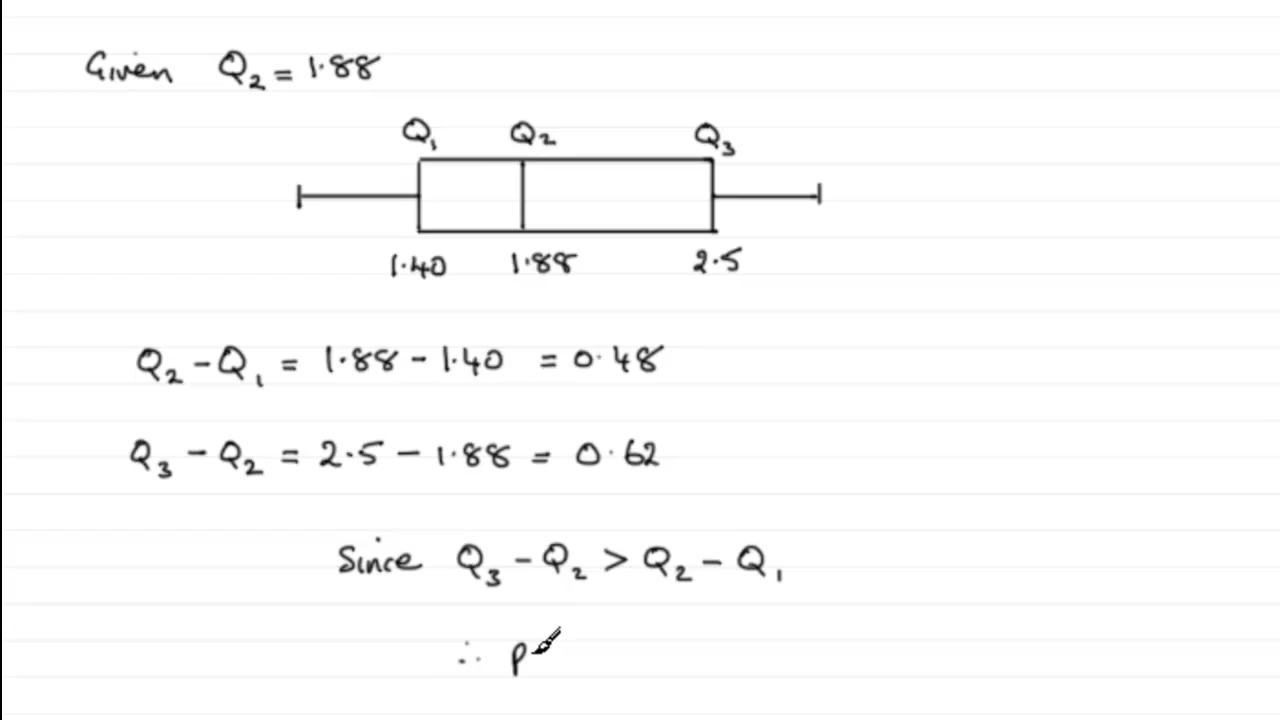 Given Q₂ = 1.88
Q₁ Q₂ Q₃
1.40 1.88 2.5
Q₂ - Q₁ = 1.88 - 1.40 = 0.48
Q₃ - Q₂ = 2.5 - 1.88 = 0.62
Since Q₃ - Q₂ > Q₂ - Q₁
∴ p